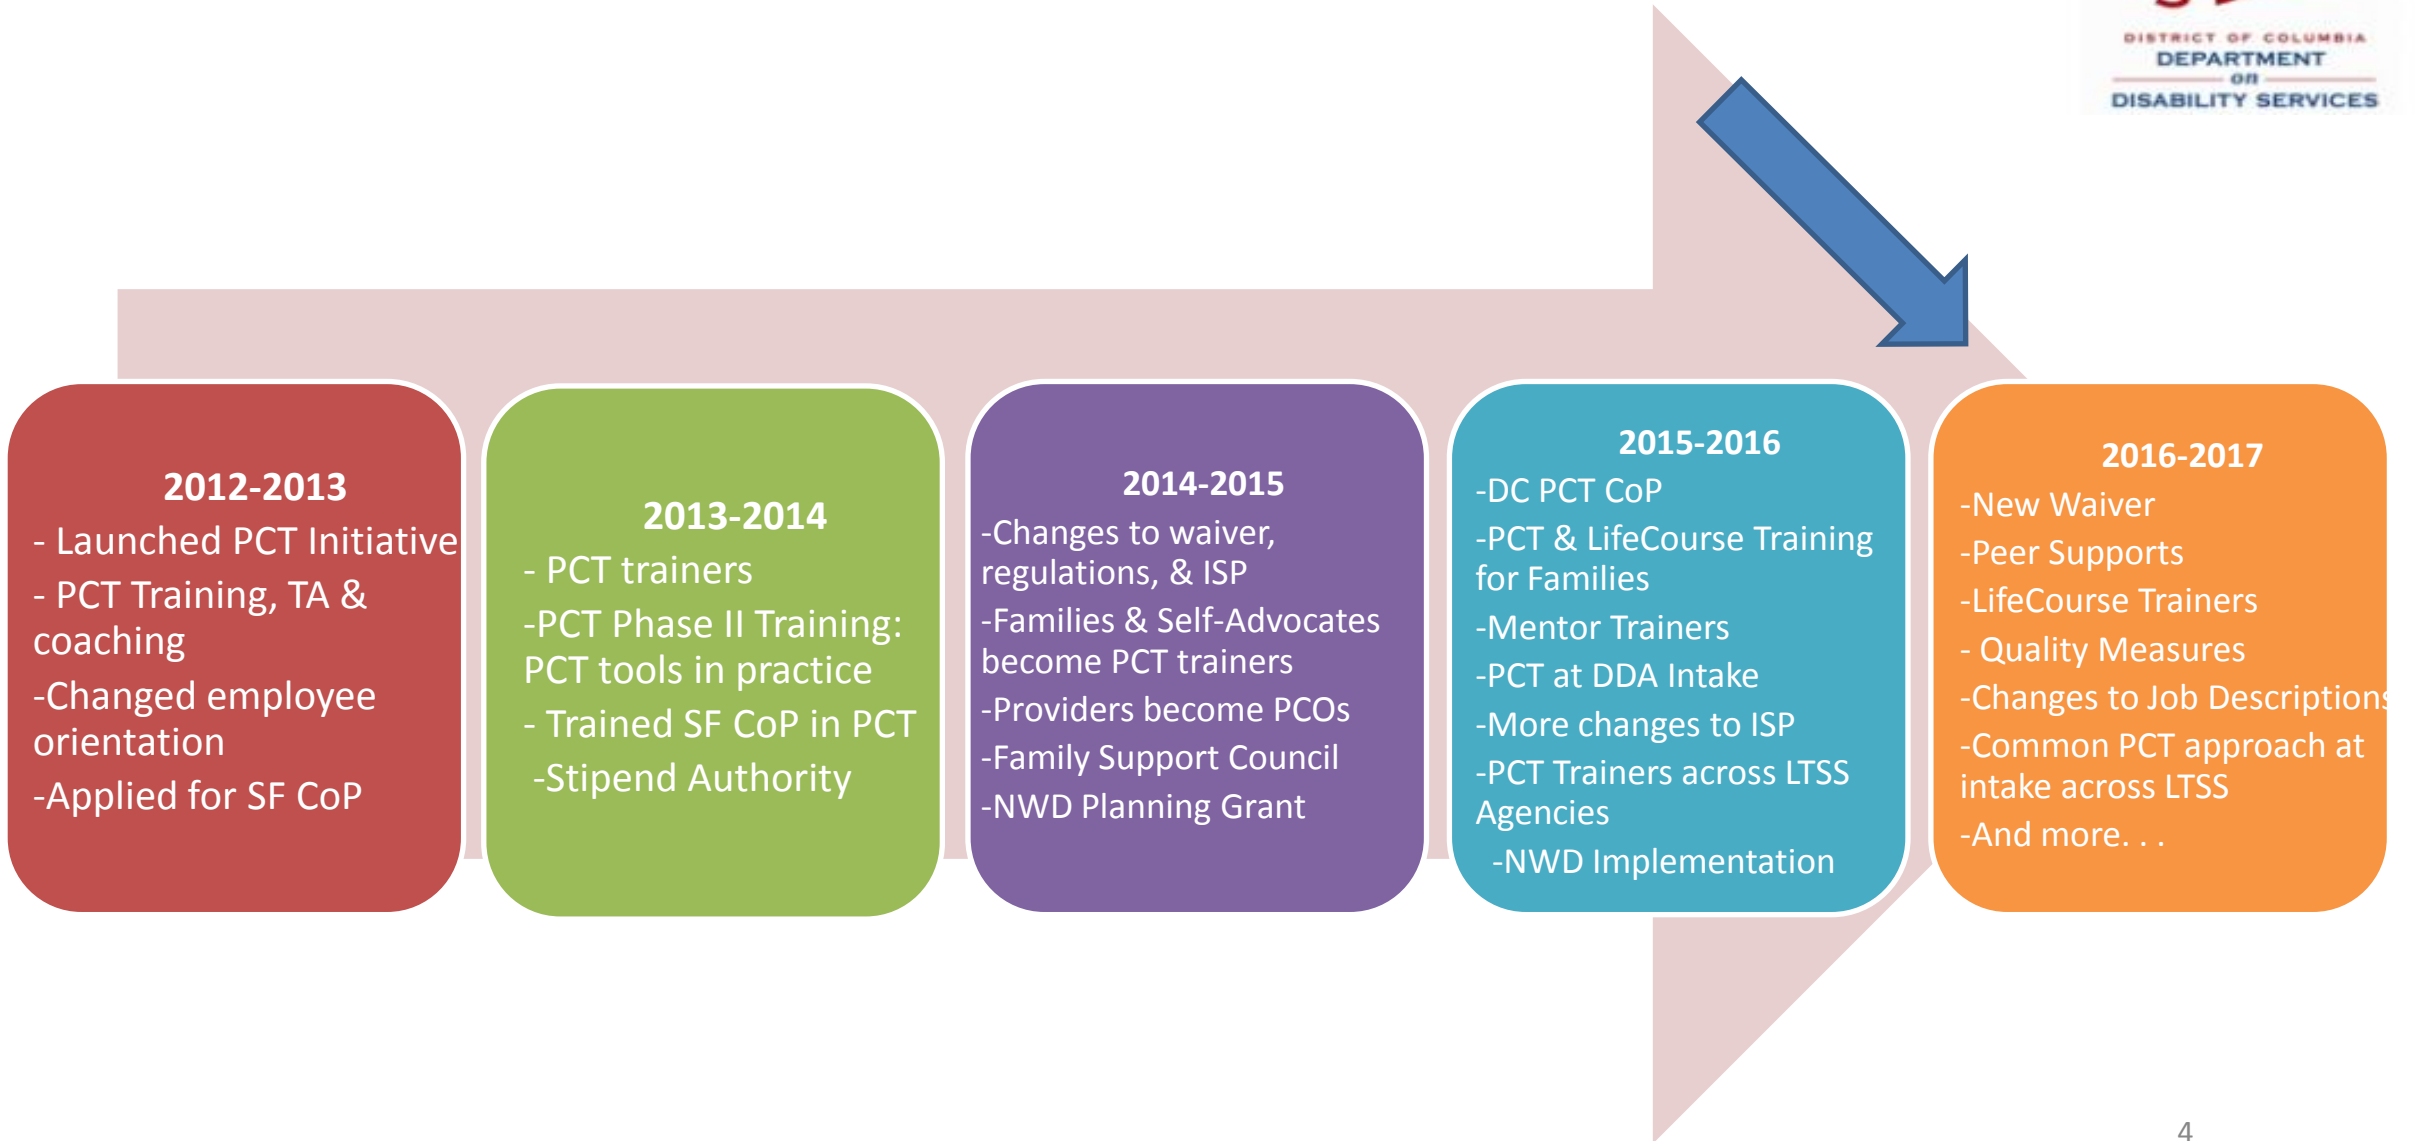 DISTRICT OF COLUMBIA
DEPARTMENT
on
DISABILITY SERVICES
2012-2013
- Launched PCT Initiative
- PCT Training, TA &
coaching
-Changed employee
orientation
-Applied for SF CoP
2013-2014
- PCT trainers
-PCT Phase II Training:
PCT tools in practice
- Trained SF CoP in PCT
-Stipend Authority
2014-2015
-Changes to waiver,
regulations, & ISP
-Families & Self-Advocates
become PCT trainers
-Providers become PCOs
-Family Support Council
-NWD Planning Grant
2015-2016
-DC PCT CoP
-PCT & LifeCourse Training
for Families
-Mentor Trainers
-PCT at DDA Intake
-More changes to ISP
-PCT Trainers across LTSS
Agencies
-NWD Implementation
2016-2017
-New Waiver
-Peer Supports
-LifeCourse Trainers
- Quality Measures
-Changes to Job Descriptions
-Common PCT approach at
intake across LTSS
-And more. . .
4